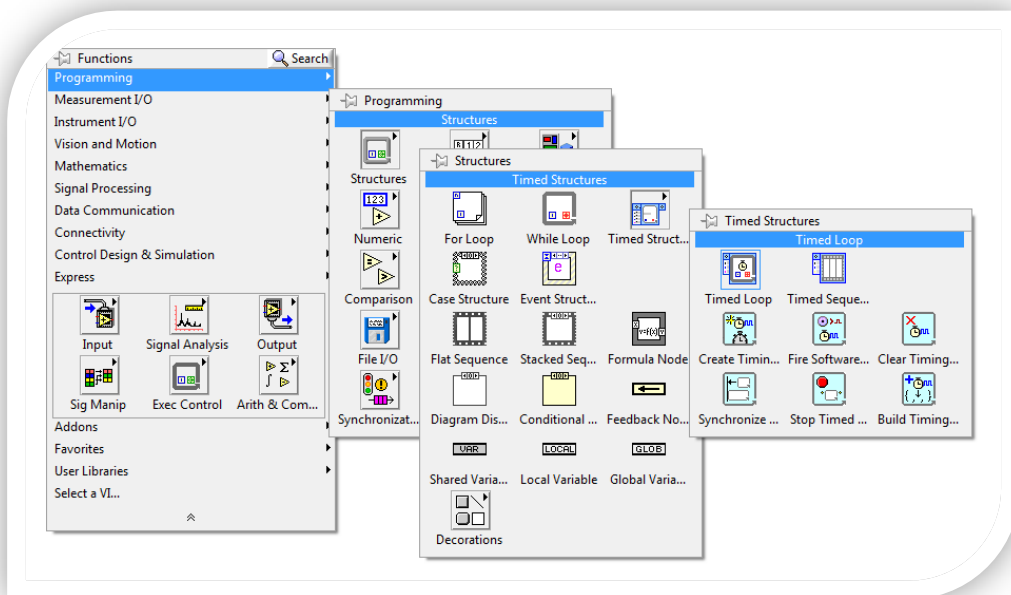 Functions Search
Programming
Measurement I/O
Instrument I/O
Vision and Motion
Mathematics
Signal Processing
Data Communication
Connectivity
Control Design & Simulation
Express
Input Signal Analysis Output
Sig Manip Exec Control Arith & Com...
Addons
Favorites
User Libraries
Select a VI...
Programming
Structures
Structures
Numeric
Comparison
File I/O
Synchronizat...
Structures
Timed Structures
For Loop While Loop Timed Struct...
Case Structure Event Struct...
Flat Sequence Stacked Seq... Formula Node
Diagram Dis... Conditional ... Feedback No...
VAR LOCAL GLOB
Shared Varia... Local Variable Global Varia...
Decorations
Timed Structures
Timed Loop
Timed Loop Timed Seque...
Create Timin... Fire Software... Clear Timing...
Synchronize ... Stop Timed ... Build Timing...